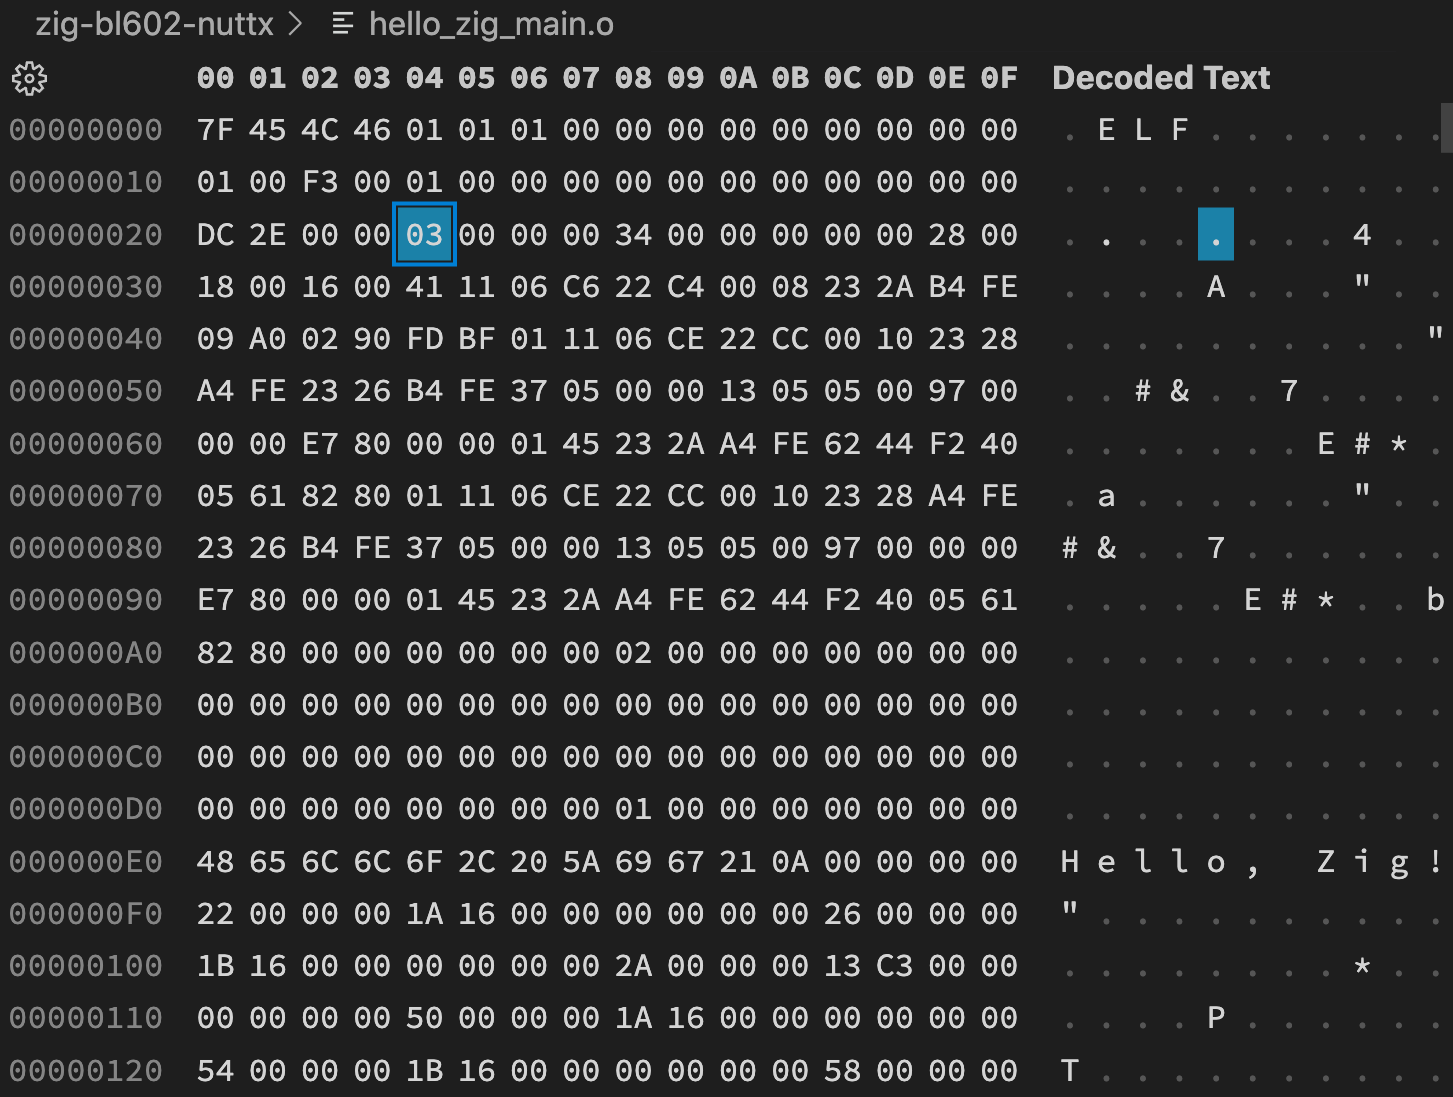 zig-bl602-nuttx > hello_zig_main.o
00 01 02 03 04 05 06 07 08 09 0A 0B 0C 0D 0E 0F Decoded Text
00000000 7F 45 4C 46 01 01 01 00 00 00 00 00 00 00 00 00 . E L F . . . . . . .
00000010 01 00 F3 00 01 00 00 00 00 00 00 00 00 00 00 00 . . . . . . . . . . .
00000020 DC 2E 00 00 03 00 00 00 34 00 00 00 00 00 28 00 . . . . . . . . 4 . .
00000030 18 00 16 00 41 11 06 C6 22 C4 00 08 23 2A B4 FE . . . . A . . . " . .
00000040 09 A0 02 90 FD BF 01 11 06 CE 22 CC 00 10 23 28 . . . . . . . . . . "
00000050 A4 FE 23 26 B4 FE 37 05 00 00 13 05 05 00 97 00 . . # & . . 7 . . . .
00000060 00 00 E7 80 00 00 01 45 23 2A A4 FE 62 44 F2 40 . . . . . . . E # * .
00000070 05 61 82 80 01 11 06 CE 22 CC 00 10 23 28 A4 FE . a . . . . . . " . .
00000080 23 26 B4 FE 37 05 00 00 13 05 05 00 97 00 00 00 # & . . 7 . . . . . .
00000090 E7 80 00 00 01 45 23 2A A4 FE 62 44 F2 40 05 61 . . . . . E # * . . b
000000A0 82 80 00 00 00 00 00 00 02 00 00 00 00 00 00 00 . . . . . . . . . . .
000000B0 00 00 00 00 00 00 00 00 00 00 00 00 00 00 00 00 . . . . . . . . . . .
000000C0 00 00 00 00 00 00 00 00 00 00 00 00 00 00 00 00 . . . . . . . . . . .
000000D0 00 00 00 00 00 00 00 00 01 00 00 00 00 00 00 00 . . . . . . . . . . .
000000E0 48 65 6C 6C 6F 2C 20 5A 69 67 21 0A 00 00 00 00 H e l l o , Z i g !
000000F0 22 00 00 00 1A 16 00 00 00 00 00 00 26 00 00 00 " . . . . . . . . . .
00000100 1B 16 00 00 00 00 00 00 2A 00 00 00 13 C3 00 00 . . . . . . . . * . .
00000110 00 00 00 00 50 00 00 00 1A 16 00 00 00 00 00 00 . . . . P . . . . . .
00000120 54 00 00 00 1B 16 00 00 00 00 00 00 58 00 00 00 T . . . . . . . . . .